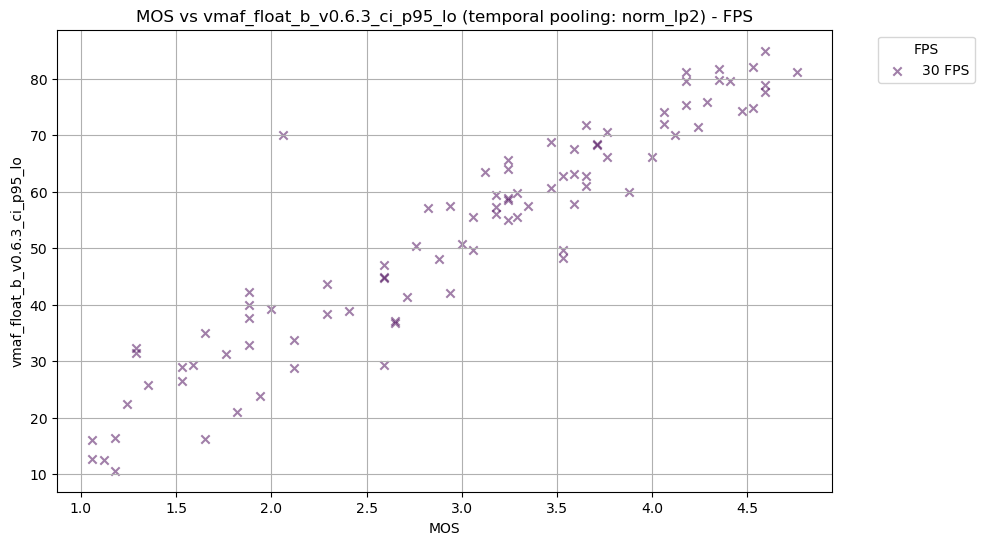 MOS vs vmaf_float_b_v0.6.3_ci_p95_lo (temporal pooling: norm_lp2) - FPS
FPS
30 FPS
vmaf_float_b_v0.6.3_ci_p95_lo
80
70
60
50
40
30
20
10
1.0 1.5 2.0 2.5 3.0 3.5 4.0 4.5
MOS